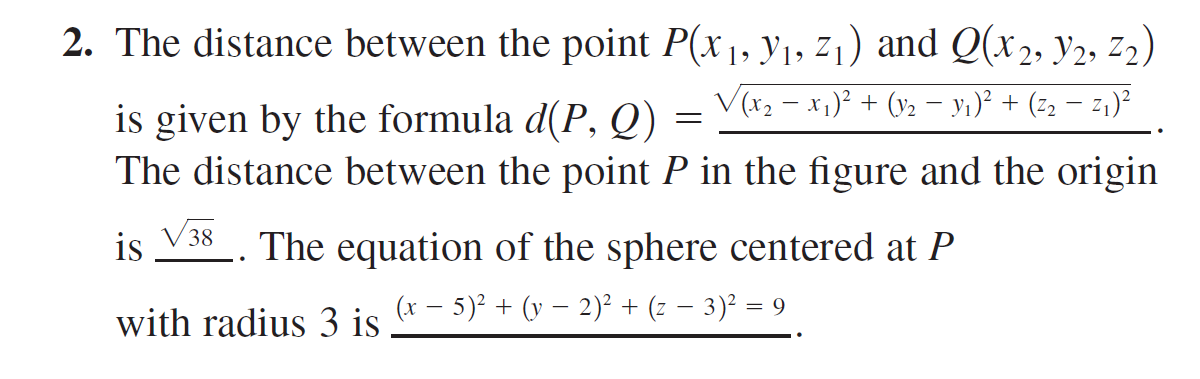 2. The distance between the point P(x₁, y₁, z₁) and Q(x₂, y₂, z₂)
is given by the formula d(P, Q) = √(x₂ − x₁)² + (y₂ − y₁)² + (z₂ − z₁)².
The distance between the point P in the figure and the origin
is √38. The equation of the sphere centered at P
with radius 3 is (x − 5)² + (y − 2)² + (z − 3)² = 9.